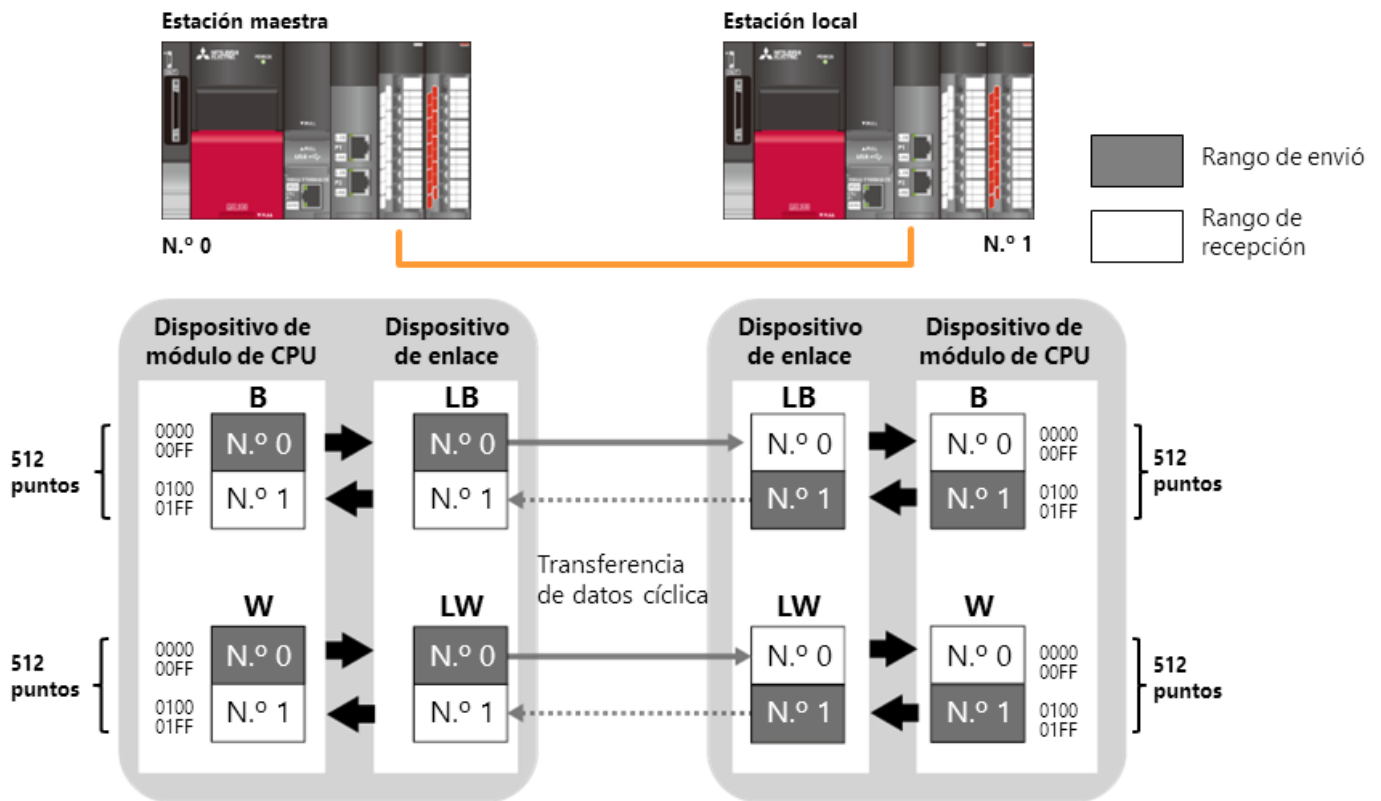 Estación maestra
Estación local
MITSUBISHI
ELECTRIC
MITSUBISHI
ELECTRIC
N.º 0
N.º 1
Rango de envió
Rango de
recepción
Dispositivo de
módulo de CPU
Dispositivo
de enlace
Dispositivo
de enlace
Dispositivo de
módulo de CPU
B
LB
LB
B
512
puntos
0000
00FF
N.º 0
N.º 0
N.º 0
N.º 0
0000
00FF
0100
01FF
N.º 1
N.º 1
N.º 1
N.º 1
0100
01FF
512
puntos
Transferencia
de datos cíclica
W
LW
LW
W
512
puntos
0000
00FF
N.º 0
N.º 0
N.º 0
N.º 0
0000
00FF
0100
01FF
N.º 1
N.º 1
N.º 1
N.º 1
0100
01FF
512
puntos